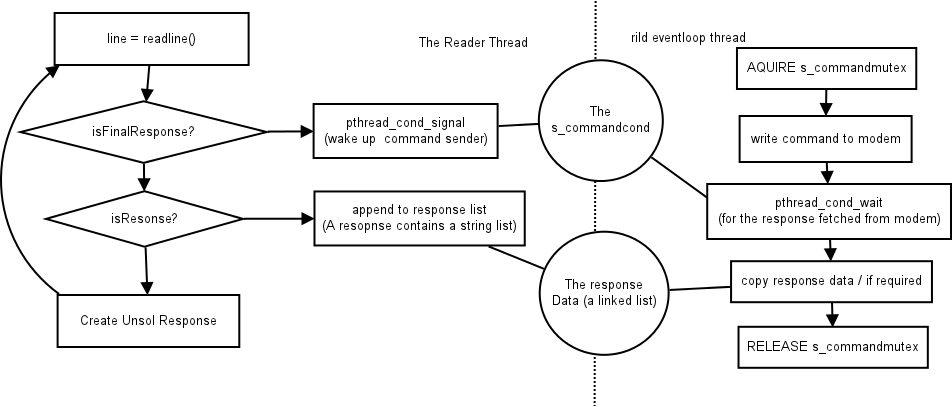 line = readline()
The Reader Thread
rild eventloop thread
AQUIRE s_commandmutex
isFinalResponse?
pthread_cond_signal
(wake up command sender)
The
s_commandcond
write command to modem
isResonse?
append to response list
(A resopnse contains a string list)
pthread_cond_wait
(for the response fetched from modem)
The response
Data (a linked list)
copy response data / if required
Create Unsol Response
RELEASE s_commandmutex